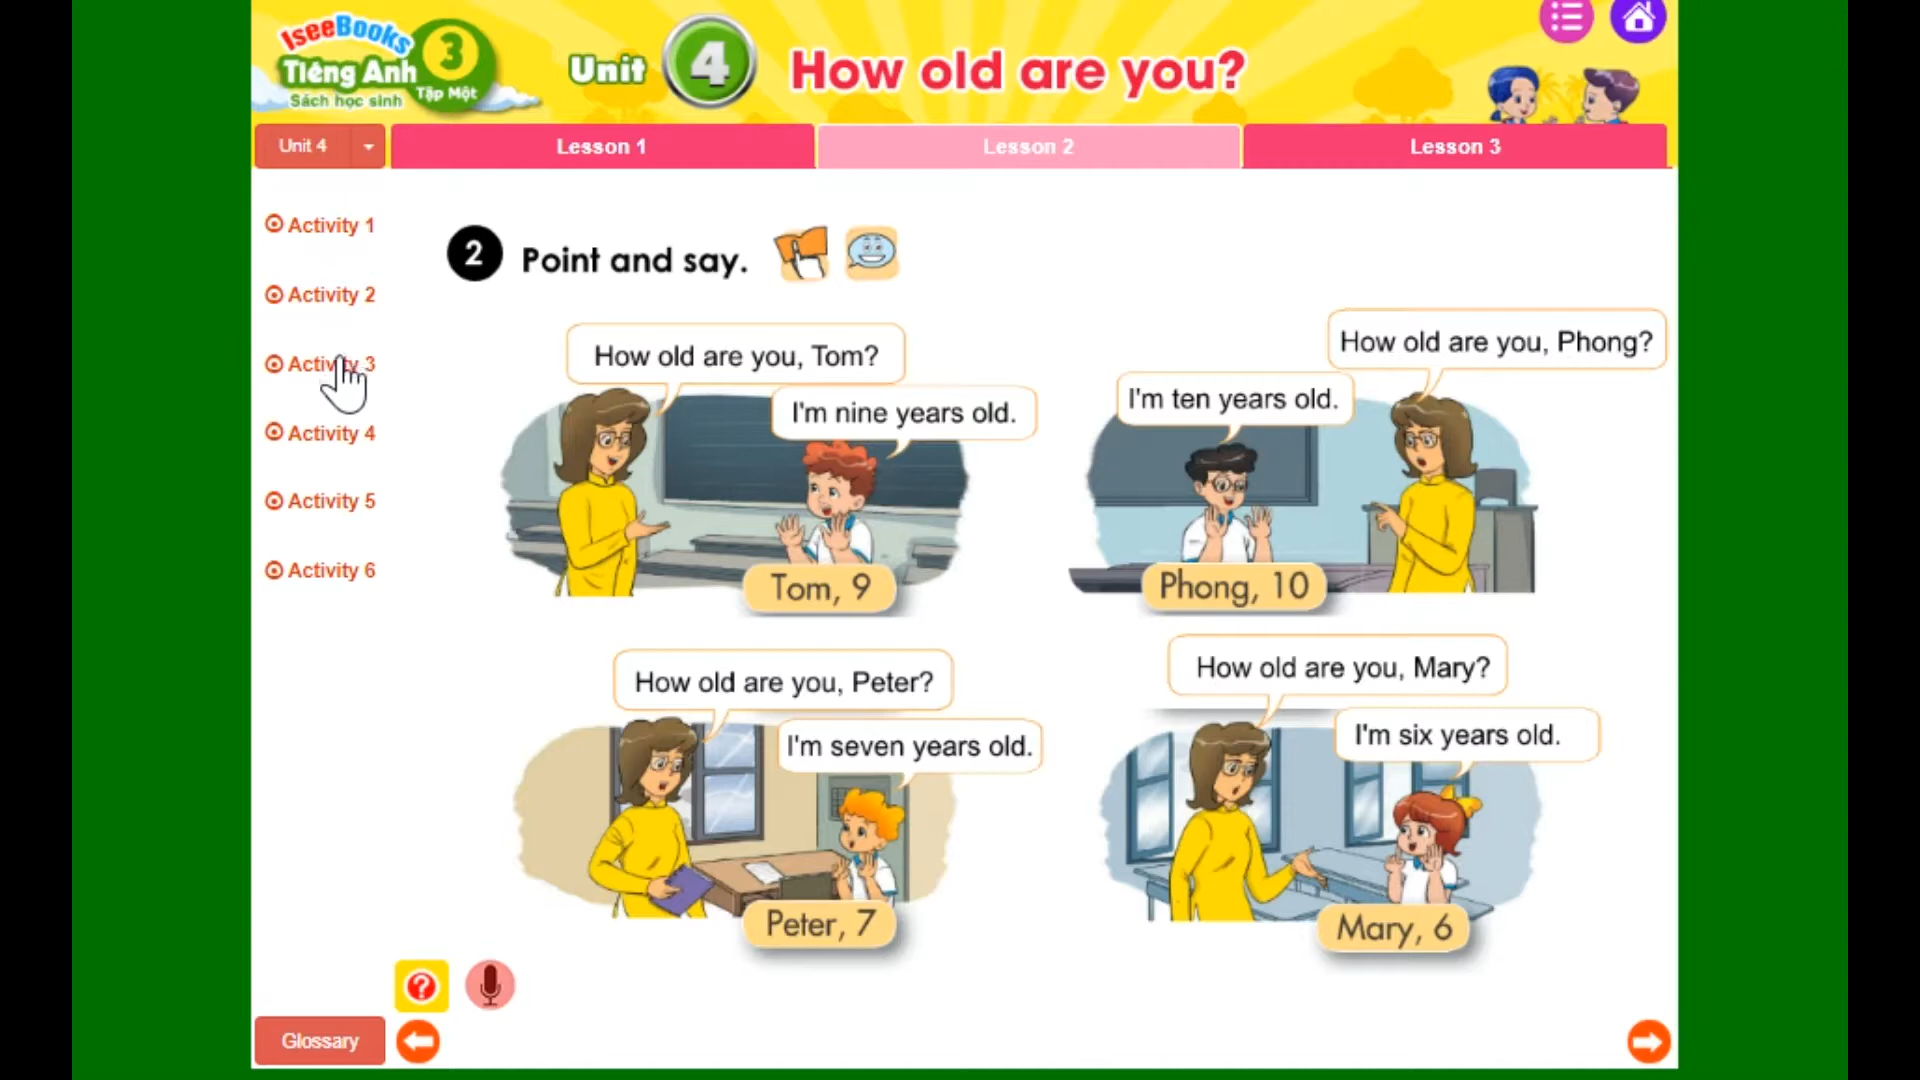 IseeBooks
Tiếng Anh 3
Sách học sinh Tập Một
Unit 4 How old are you?
Unit 4
Lesson 1
Lesson 2
Lesson 3
Activity 1
Activity 2
Activity 3
Activity 4
Activity 5
Activity 6
2 Point and say.
How old are you, Tom?
I'm nine years old.
Tom, 9
How old are you, Phong?
I'm ten years old.
Phong, 10
How old are you, Peter?
I'm seven years old.
Peter, 7
How old are you, Mary?
I'm six years old.
Mary, 6
?
Glossary